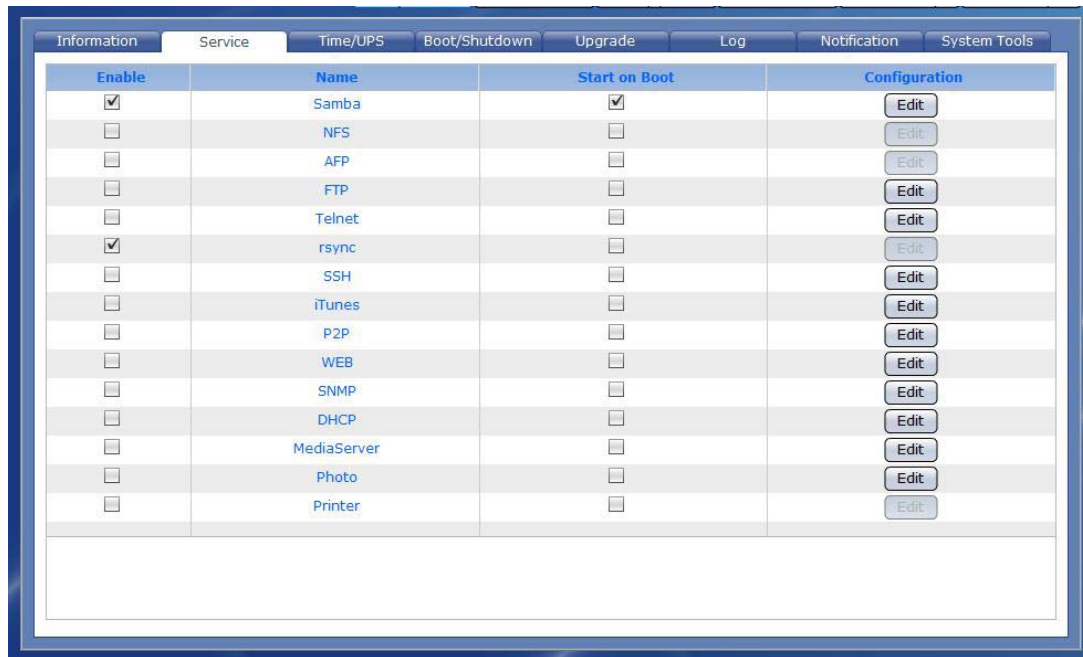 Information Service Time/UPS Boot/Shutdown Upgrade Log Notification System Tools
Enable Name Start on Boot Configuration
Samba Edit
NFS Edit
AFP Edit
FTP Edit
Telnet Edit
rsync Edit
SSH Edit
iTunes Edit
P2P Edit
WEB Edit
SNMP Edit
DHCP Edit
MediaServer Edit
Photo Edit
Printer Edit